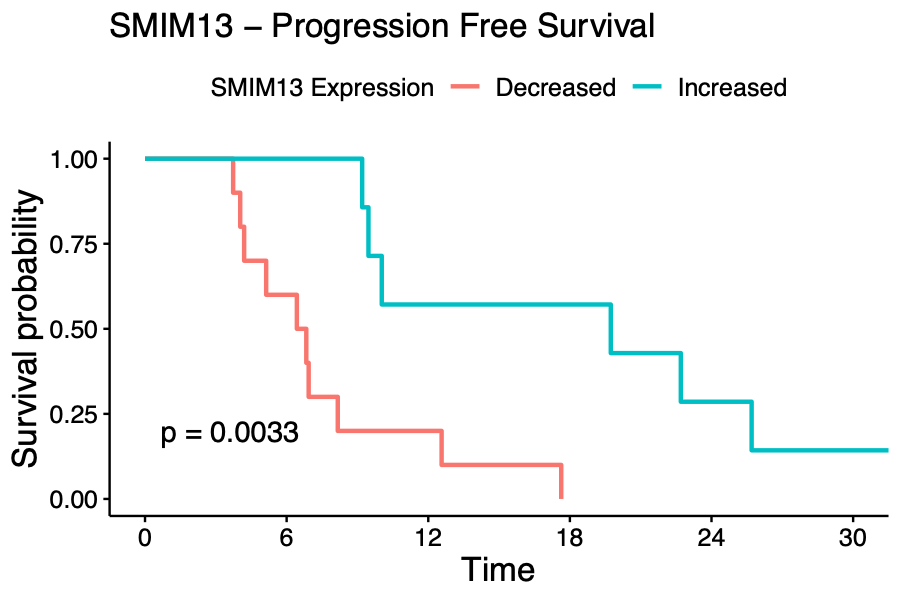 SMIM13 – Progression Free Survival
SMIM13 Expression Decreased Increased
1.00
0.75
0.50
0.25
0.00
Survival probability
p = 0.0033
0 6 12 18 24 30
Time